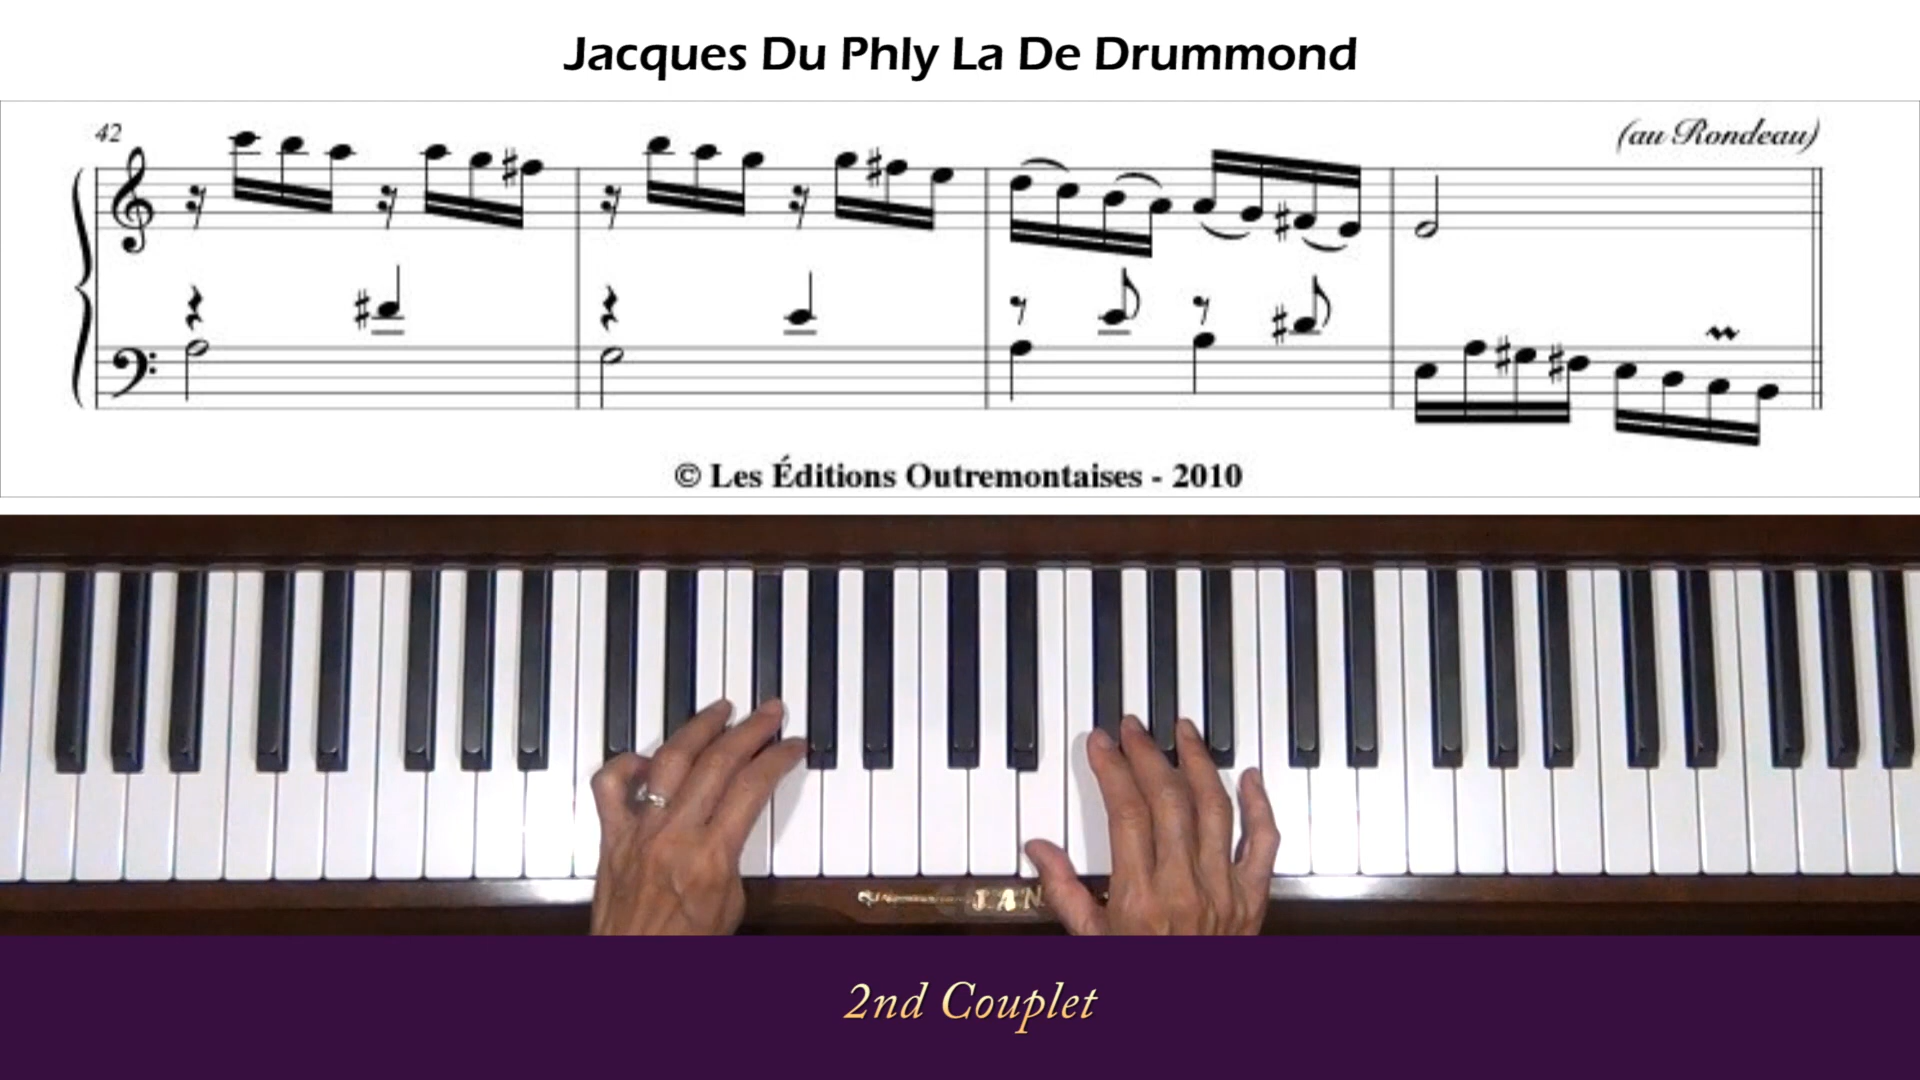 Jacques Du Phly La De Drummond
42
(au Rondeau)
© Les Éditions Outremontaises - 2010
2nd Couplet